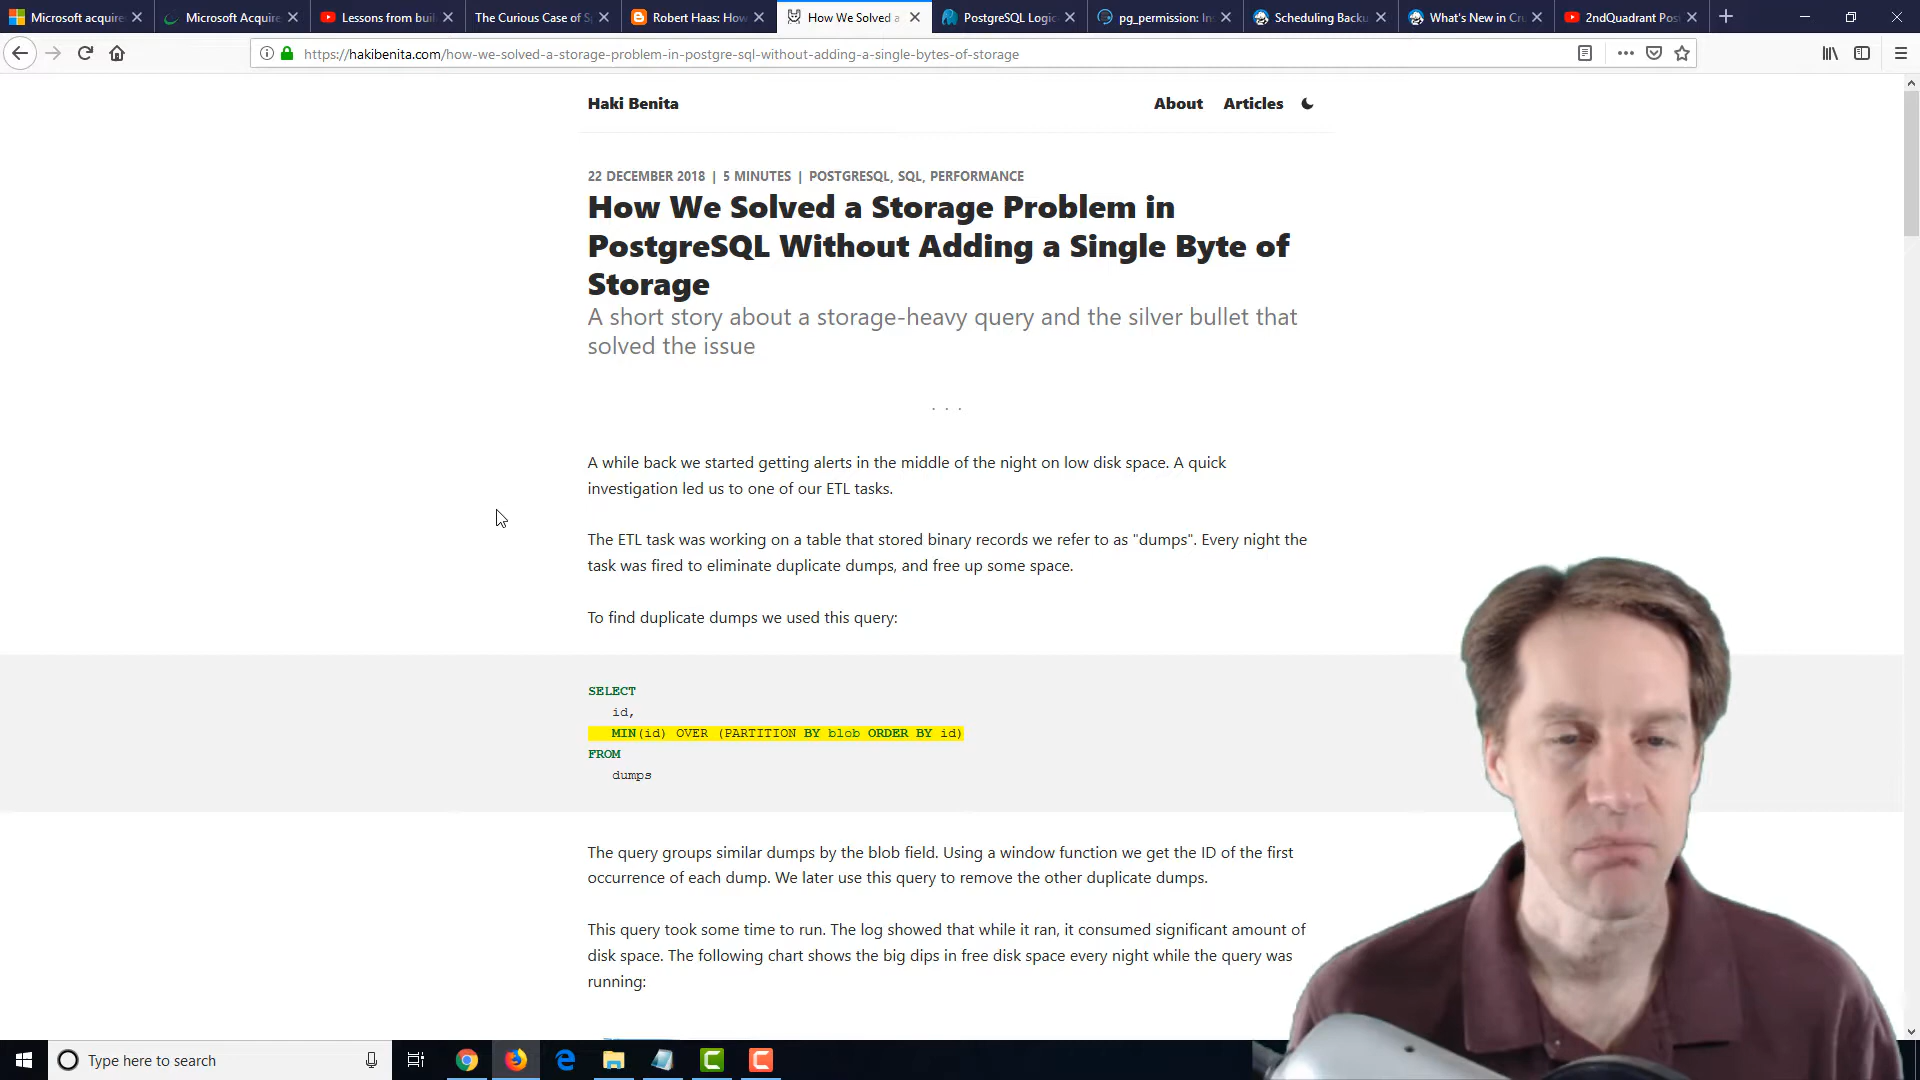 Microsoft acquire
Microsoft Acquire
Lessons from buil
The Curious Case of S
Robert Haas: How
How We Solved a
PostgreSQL Logic
pg_permission: In
Scheduling Backu
What's New in Cru
2ndQuadrant Pos
https://hakibenita.com/how-we-solved-a-storage-problem-in-postgre-sql-without-adding-a-single-bytes-of-storage
Haki Benita
About
Articles
22 DECEMBER 2018 | 5 MINUTES | POSTGRESQL, SQL, PERFORMANCE
How We Solved a Storage Problem in
PostgreSQL Without Adding a Single Byte of
Storage
A short story about a storage-heavy query and the silver bullet that
solved the issue
. . .
A while back we started getting alerts in the middle of the night on low disk space. A quick
investigation led us to one of our ETL tasks.
The ETL task was working on a table that stored binary records we refer to as "dumps". Every night the
task was fired to eliminate duplicate dumps, and free up some space.
To find duplicate dumps we used this query:
SELECT
id,
MIN(id) OVER (PARTITION BY blob ORDER BY id)
FROM
dumps
The query groups similar dumps by the blob field. Using a window function we get the ID of the first
occurrence of each dump. We later use this query to remove the other duplicate dumps.
This query took some time to run. The log showed that while it ran, it consumed significant amount of
disk space. The following chart shows the big dips in free disk space every night while the query was
running:
Type here to search